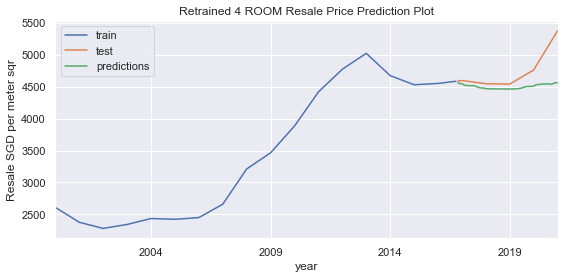 Retrained 4 ROOM Resale Price Prediction Plot
train
test
predictions
5500
5000
4500
4000
3500
3000
2500
Resale SGD per meter sqr
2004
2009
2014
2019
year